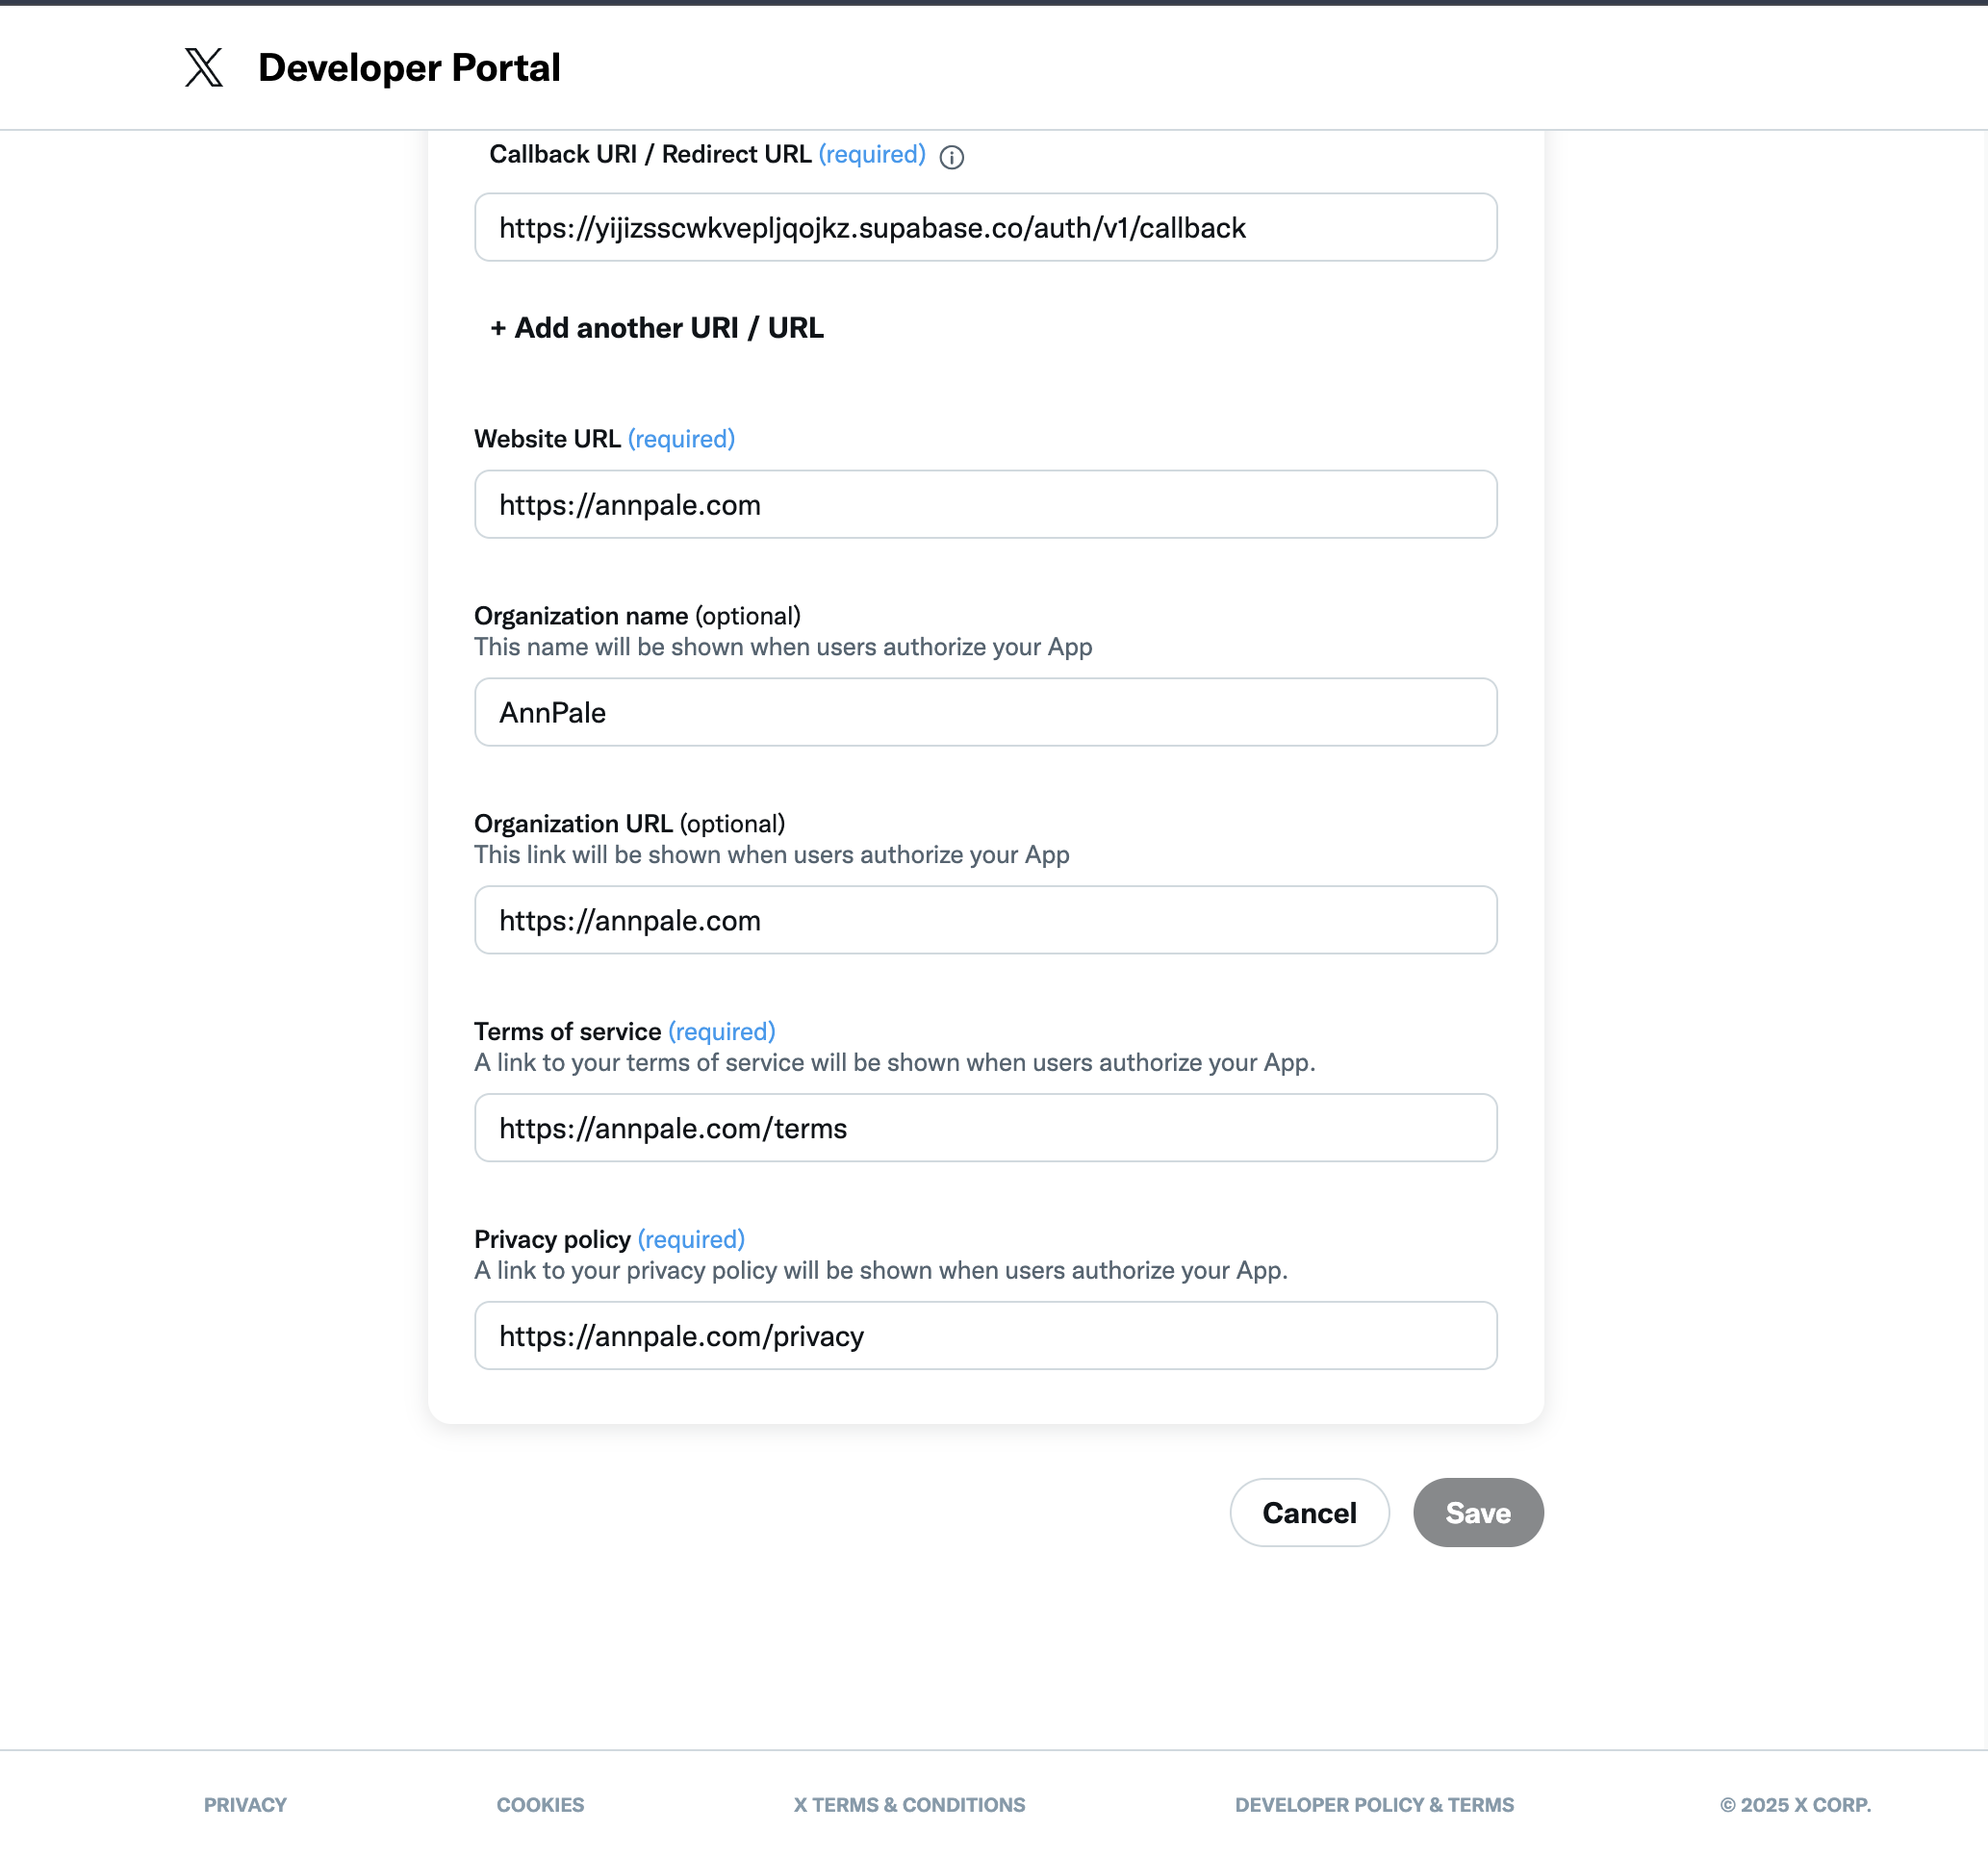 Developer Portal
Callback URI / Redirect URL (required)
https://yijizsscwkvepljqojkz.supabase.co/auth/v1/callback
+ Add another URI / URL
Website URL (required)
https://annpale.com
Organization name (optional)
This name will be shown when users authorize your App
AnnPale
Organization URL (optional)
This link will be shown when users authorize your App
https://annpale.com
Terms of service (required)
A link to your terms of service will be shown when users authorize your App.
https://annpale.com/terms
Privacy policy (required)
A link to your privacy policy will be shown when users authorize your App.
https://annpale.com/privacy
Cancel Save
PRIVACY COOKIES X TERMS & CONDITIONS DEVELOPER POLICY & TERMS © 2025 X CORP.